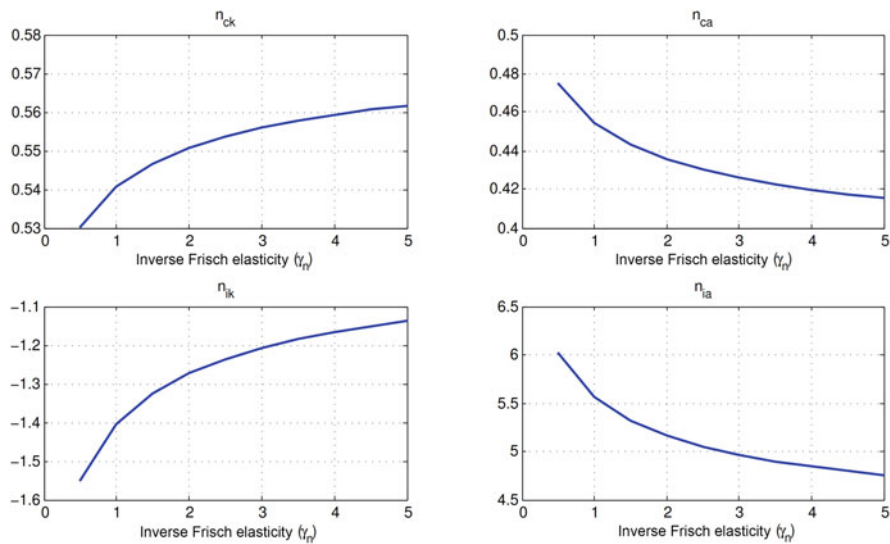 n_ck
0.58
0.57
0.56
0.55
0.54
0.53
0 1 2 3 4 5
Inverse Frisch elasticity (γ_n)
n_ca
0.5
0.48
0.46
0.44
0.42
0.4
0 1 2 3 4 5
Inverse Frisch elasticity (γ_n)
n_ik
−1.1
−1.2
−1.3
−1.4
−1.5
−1.6
0 1 2 3 4 5
Inverse Frisch elasticity (γ_n)
n_ia
6.5
6
5.5
5
4.5
0 1 2 3 4 5
Inverse Frisch elasticity (γ_n)